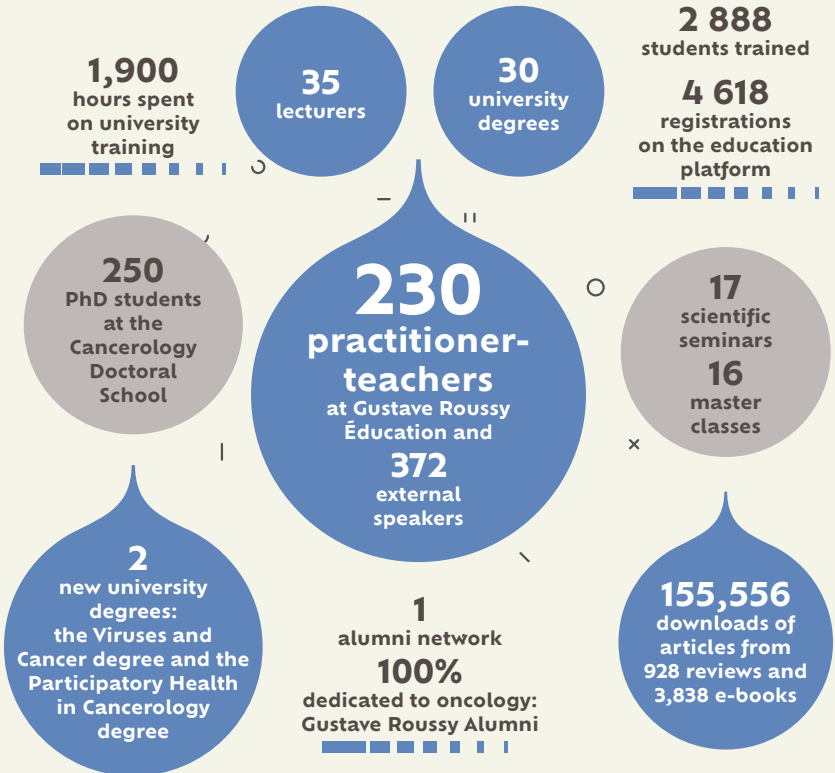 1,900
hours spent
on university
training
35
lecturers
30
university
degrees
2 888
students trained
4 618
registrations
on the education
platform
250
PhD students
at the
Cancerology
Doctoral
School
230
practitioner-
teachers
at Gustave Roussy
Éducation and
372
external
speakers
17
scientific
seminars
16
master
classes
2
new university
degrees:
the Viruses and
Cancer degree and the
Participatory Health
in Cancerology
degree
1
alumni network
100%
dedicated to oncology:
Gustave Roussy Alumni
155,556
downloads of
articles from
928 reviews and
3,838 e-books